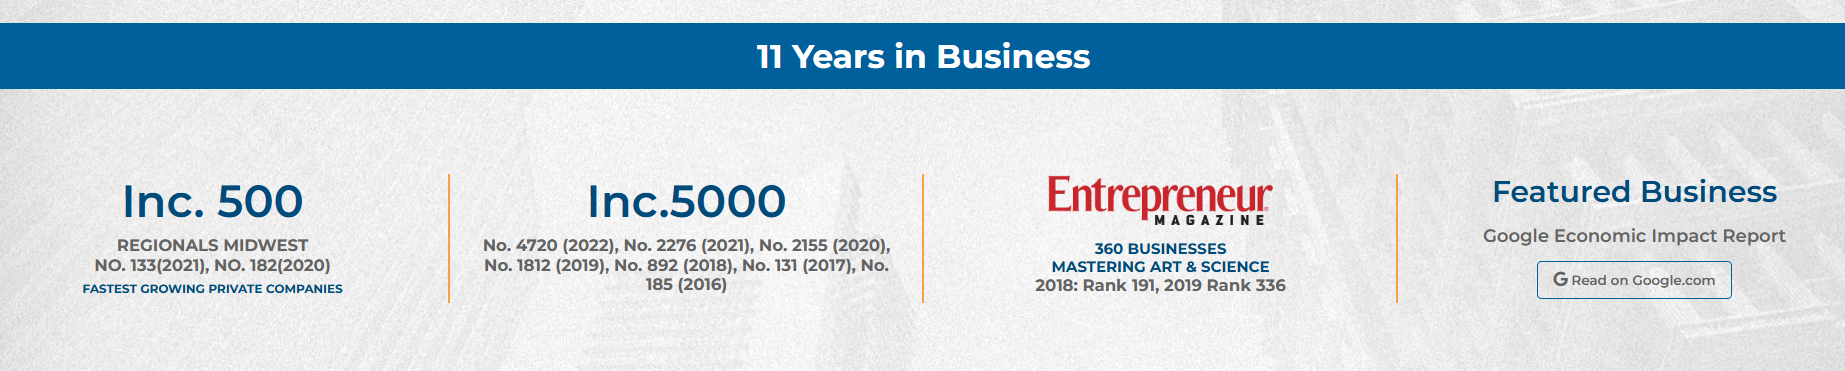 11 Years in Business
Inc. 500
REGIONALS MIDWEST
NO. 133(2021), NO. 182(2020)
FASTEST GROWING PRIVATE COMPANIES
Inc.5000
No. 4720 (2022), No. 2276 (2021), No. 2155 (2020),
No. 1812 (2019), No. 892 (2018), No. 131 (2017), No.
185 (2016)
Entrepreneur
MAGAZINE
360 BUSINESSES
MASTERING ART & SCIENCE
2018: Rank 191, 2019 Rank 336
Featured Business
Google Economic Impact Report
G Read on Google.com